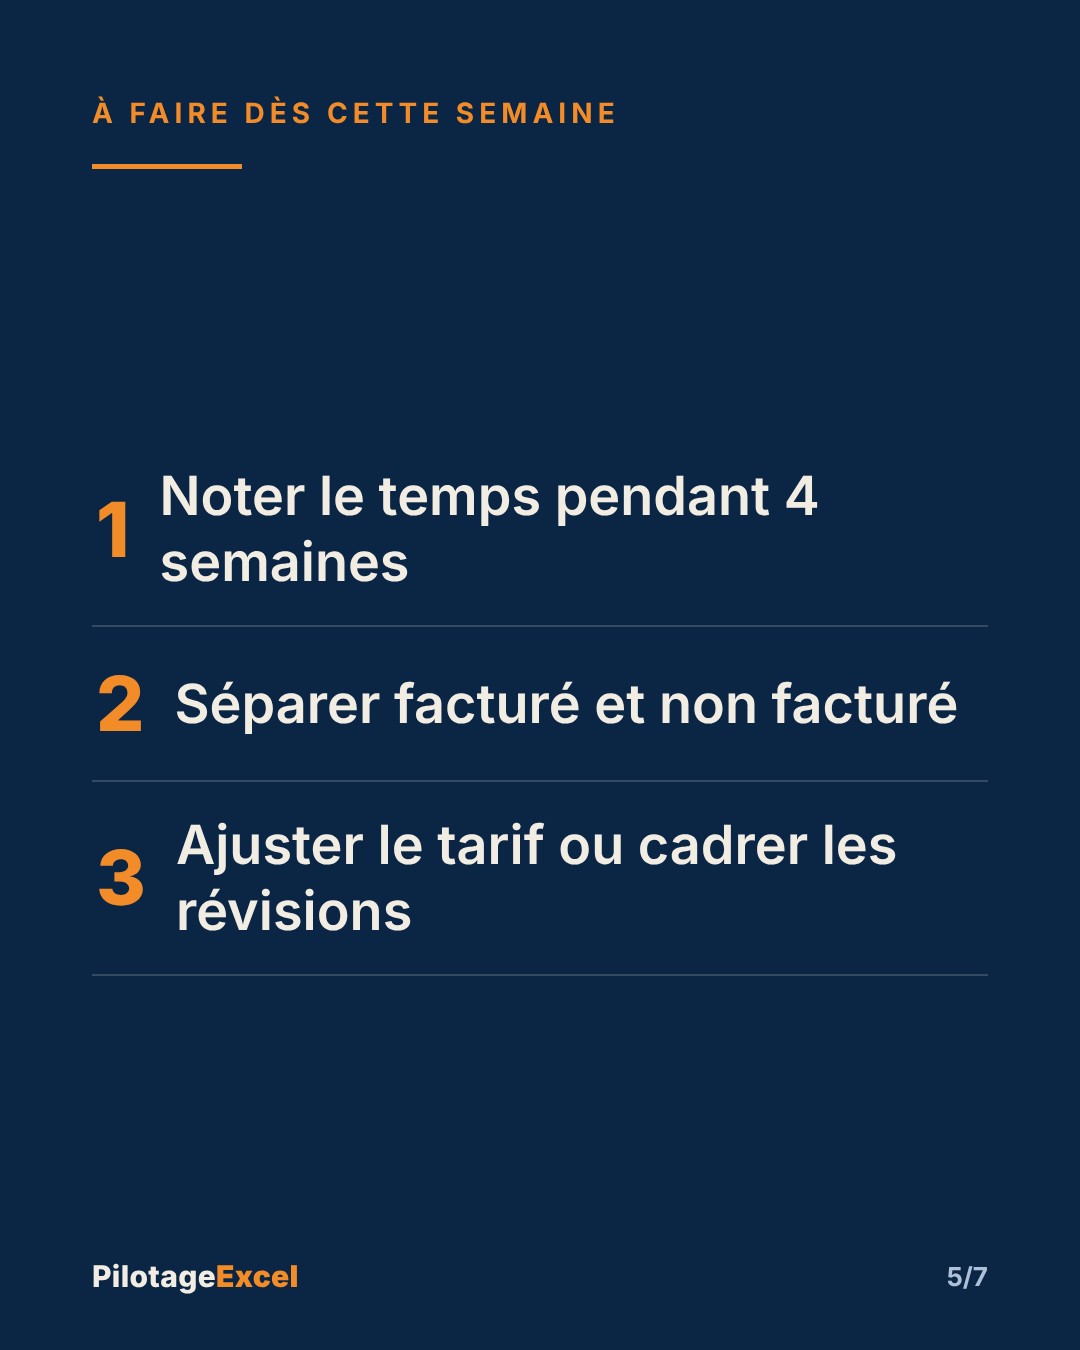 À FAIRE DÈS CETTE SEMAINE
1 Noter le temps pendant 4
semaines
2 Séparer facturé et non facturé
3 Ajuster le tarif ou cadrer les
révisions
PilotageExcel
5/7